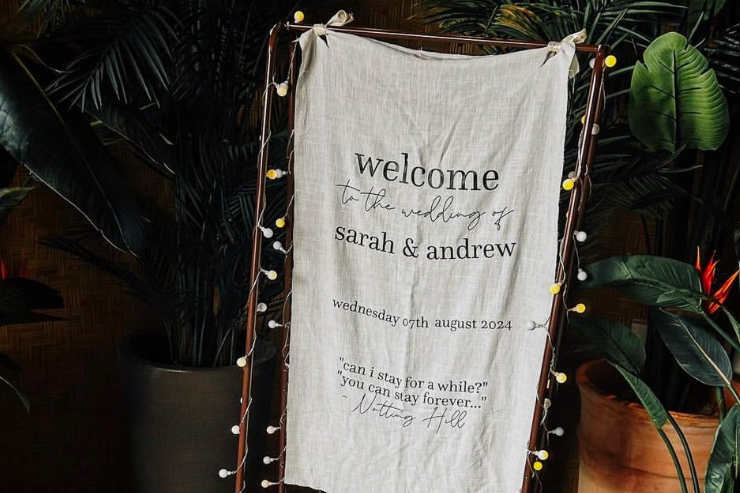 welcome
to the wedding of
sarah & andrew
wednesday 07th august 2024
"can i stay for a while?"
"you can stay forever..."
- Notting Hill